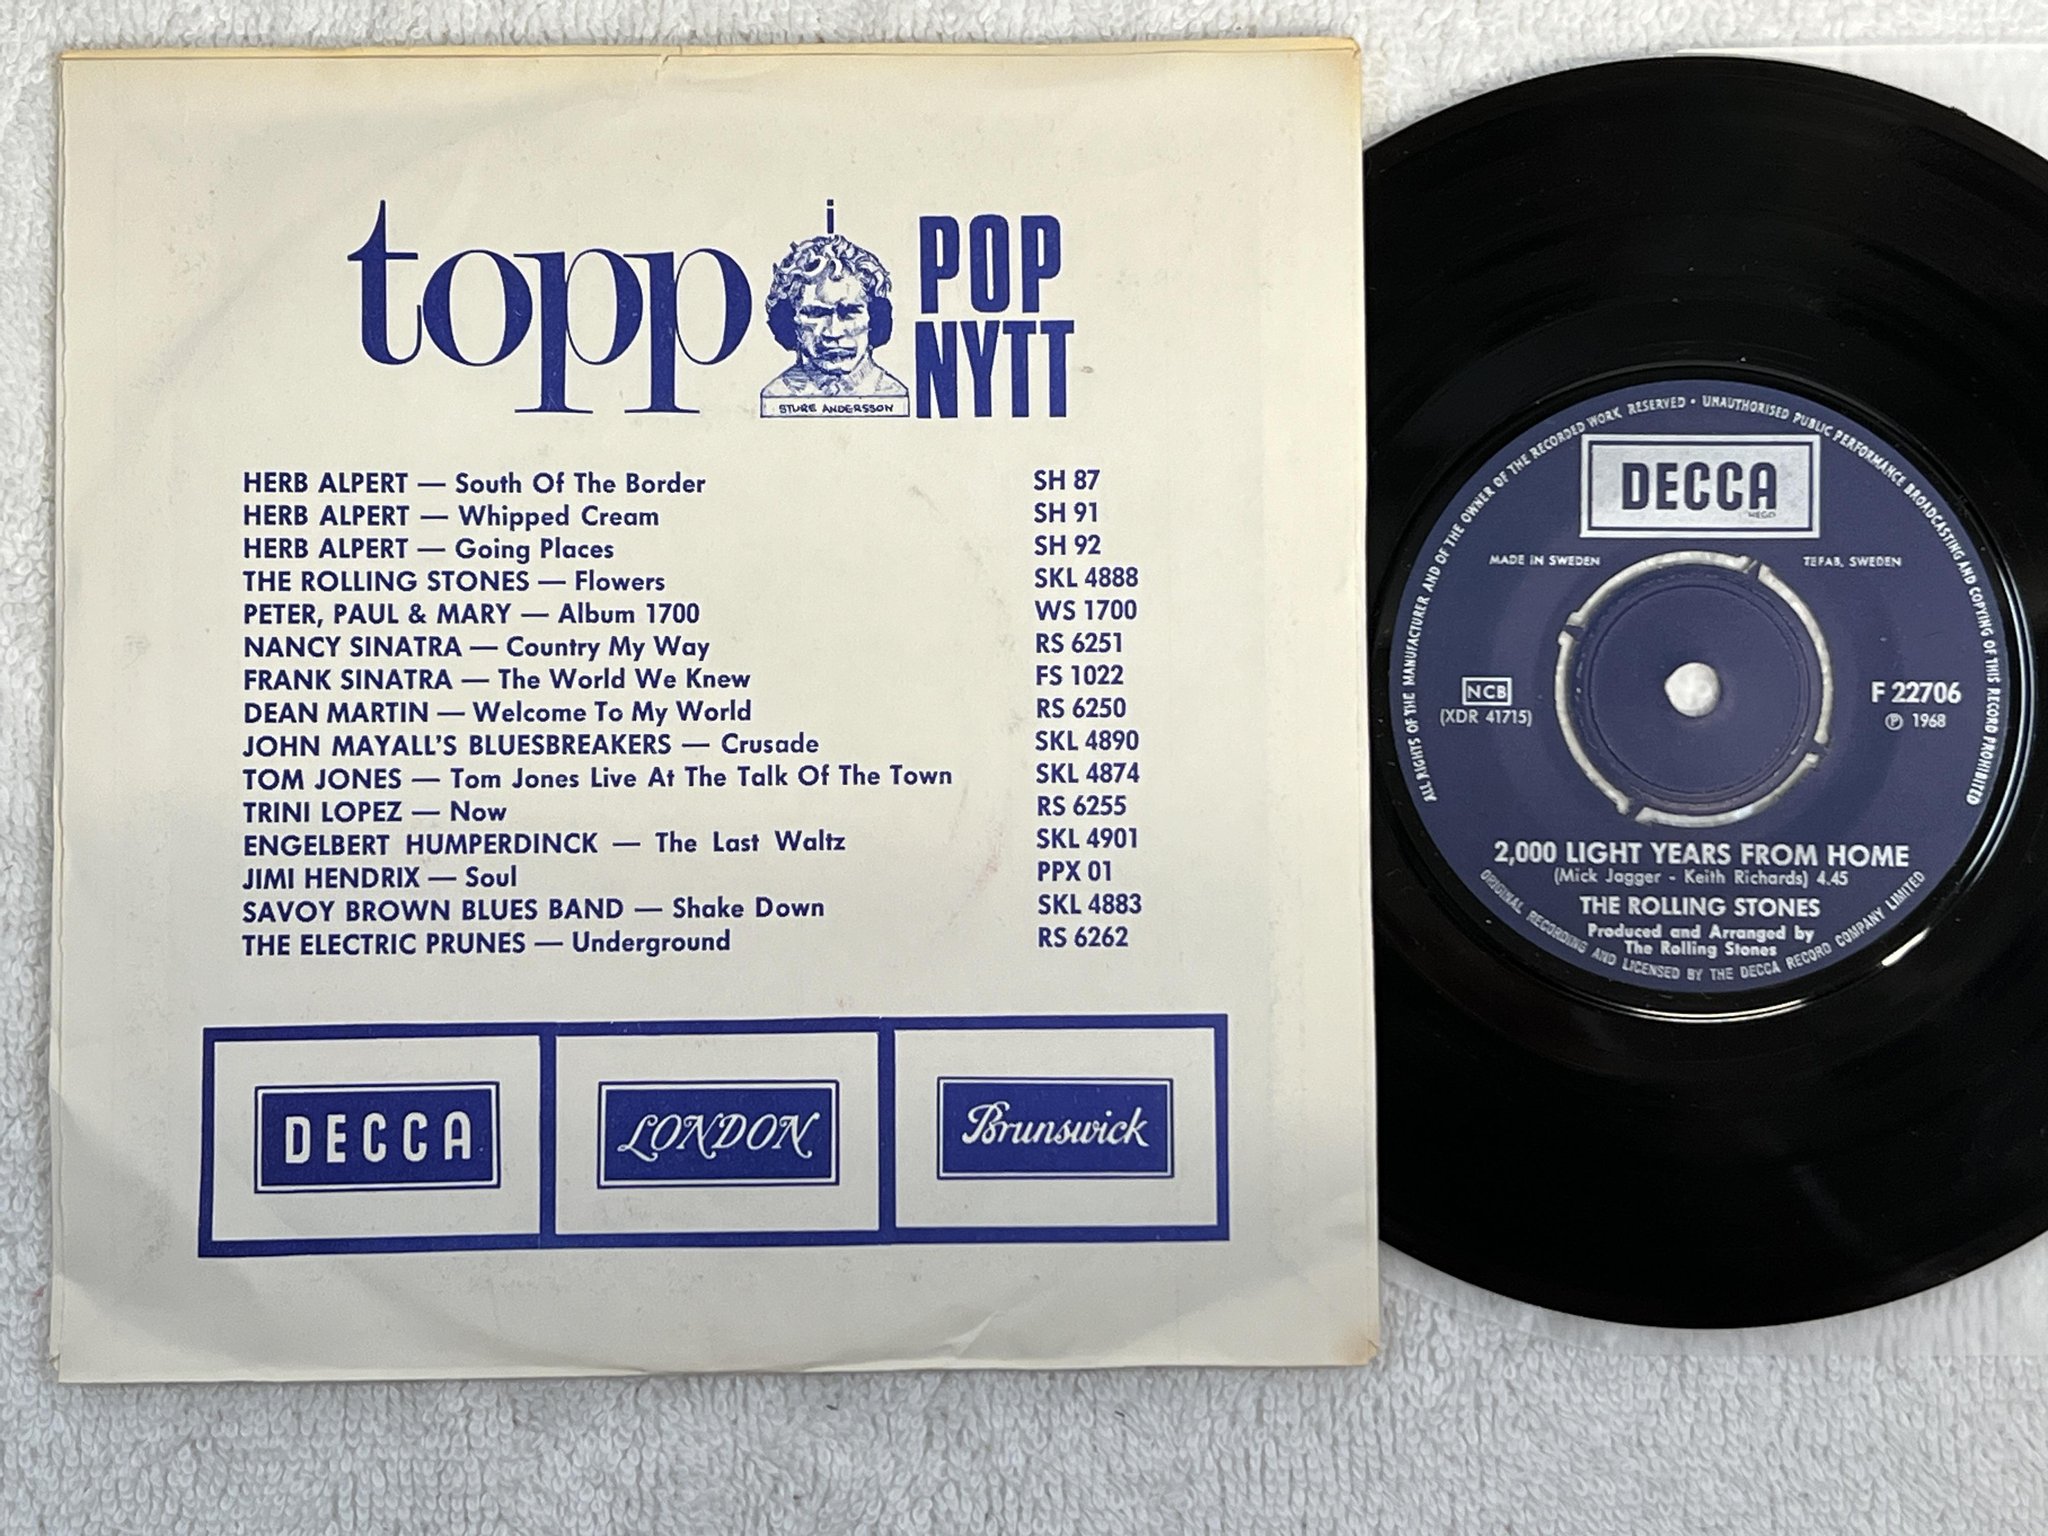 topp i POP NYTT
STURE ANDERSSON
HERB ALPERT — South Of The Border SH 87
HERB ALPERT — Whipped Cream SH 91
HERB ALPERT — Going Places SH 92
THE ROLLING STONES — Flowers SKL 4888
PETER, PAUL & MARY — Album 1700 WS 1700
NANCY SINATRA — Country My Way RS 6251
FRANK SINATRA — The World We Knew FS 1022
DEAN MARTIN — Welcome To My World RS 6250
JOHN MAYALL'S BLUESBREAKERS — Crusade SKL 4890
TOM JONES — Tom Jones Live At The Talk Of The Town SKL 4874
TRINI LOPEZ — Now RS 6255
ENGELBERT HUMPERDINCK — The Last Waltz SKL 4901
JIMI HENDRIX — Soul PPX 01
SAVOY BROWN BLUES BAND — Shake Down SKL 4883
THE ELECTRIC PRUNES — Underground RS 6262
DECCA LONDON Brunswick
ALL RIGHTS OF THE MANUFACTURER AND OF THE OWNER OF THE RECORDED WORK RESERVED • UNAUTHORISED PUBLIC PERFORMANCE BROADCASTING AND COPYING OF THIS RECORD PROHIBITED
DECCA
REGD
MADE IN SWEDEN TEFAB, SWEDEN
NCB F 22706
(XDR 41715) ℗ 1968
2,000 LIGHT YEARS FROM HOME
(Mick Jagger - Keith Richards) 4.45
THE ROLLING STONES
Produced and Arranged by
The Rolling Stones
ORIGINAL RECORDING AND LICENSED BY THE DECCA RECORD COMPANY LIMITED